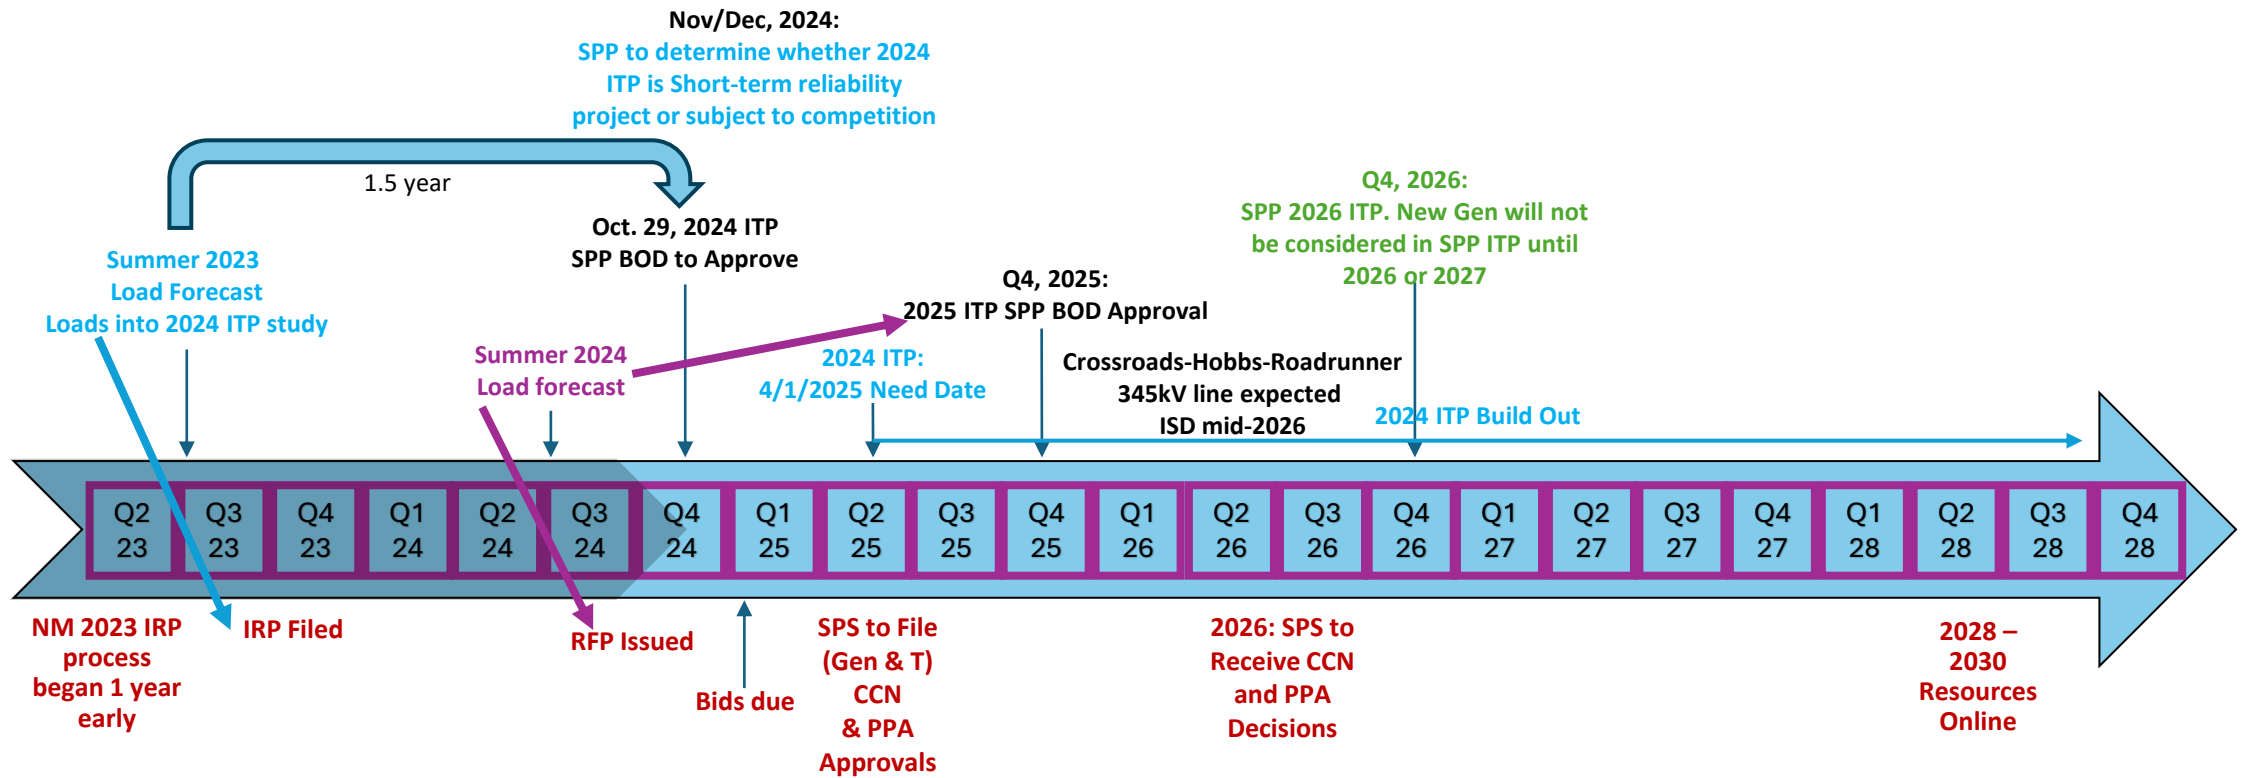 Nov/Dec, 2024:
SPP to determine whether 2024
ITP is Short-term reliability
project or subject to competition
1.5 year
Oct. 29, 2024 ITP
SPP BOD to Approve
Summer 2023
Load Forecast
Loads into 2024 ITP study
Summer 2024
Load forecast
2024 ITP:
4/1/2025 Need Date
Q4, 2025:
2025 ITP SPP BOD Approval
Crossroads-Hobbs-Roadrunner
345kV line expected
ISD mid-2026
Q4, 2026:
SPP 2026 ITP. New Gen will not
be considered in SPP ITP until
2026 or 2027
2024 ITP Build Out
Q2
23
Q3
23
Q4
23
Q1
24
Q2
24
Q3
24
Q4
24
Q1
25
Q2
25
Q3
25
Q4
25
Q1
26
Q2
26
Q3
26
Q4
26
Q1
27
Q2
27
Q3
27
Q4
27
Q1
28
Q2
28
Q3
28
Q4
28
NM 2023 IRP
process
began 1 year
early
IRP Filed
RFP Issued
Bids due
SPS to File
(Gen & T)
CCN
& PPA
Approvals
2026: SPS to
Receive CCN
and PPA
Decisions
2028 –
2030
Resources
Online